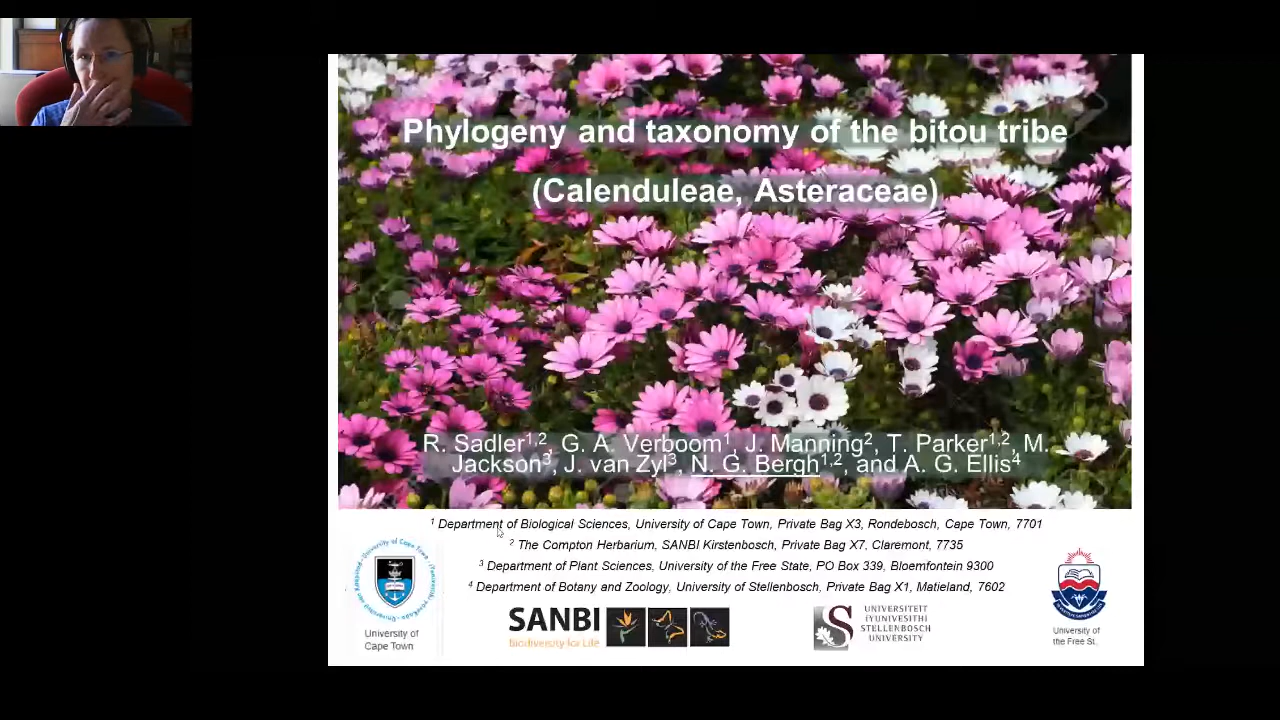 Phylogeny and taxonomy of the bitou tribe
(Calenduleae, Asteraceae)
R. Sadler1,2, G. A. Verboom1, J. Manning2, T. Parker1,2, M.
Jackson3, J. van Zyl3, N. G. Bergh1,2, and A. G. Ellis4
1 Department of Biological Sciences, University of Cape Town, Private Bag X3, Rondebosch, Cape Town, 7701
2 The Compton Herbarium, SANBI Kirstenbosch, Private Bag X7, Claremont, 7735
3 Department of Plant Sciences, University of the Free State, PO Box 339, Bloemfontein 9300
4 Department of Botany and Zoology, University of Stellenbosch, Private Bag X1, Matieland, 7602
University of
Cape Town
SANBI
Biodiversity for Life
UNIVERSITEIT
iYUNIVESITHI
STELLENBOSCH
UNIVERSITY
University of
the Free St.